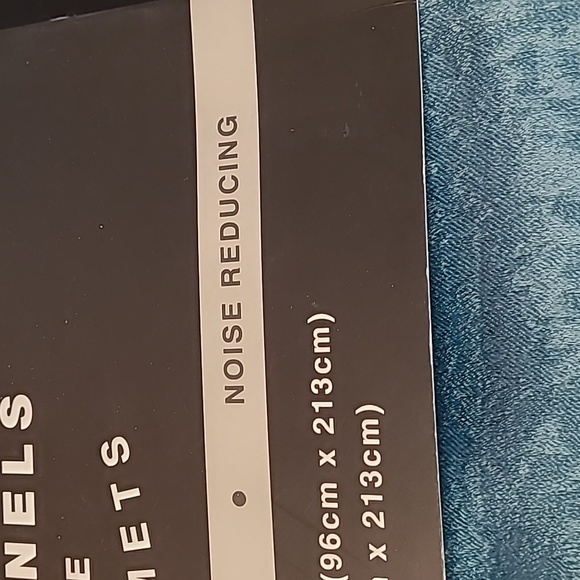 NELS
E
METS
• NOISE REDUCING
(96cm x 213cm)
x 213cm)